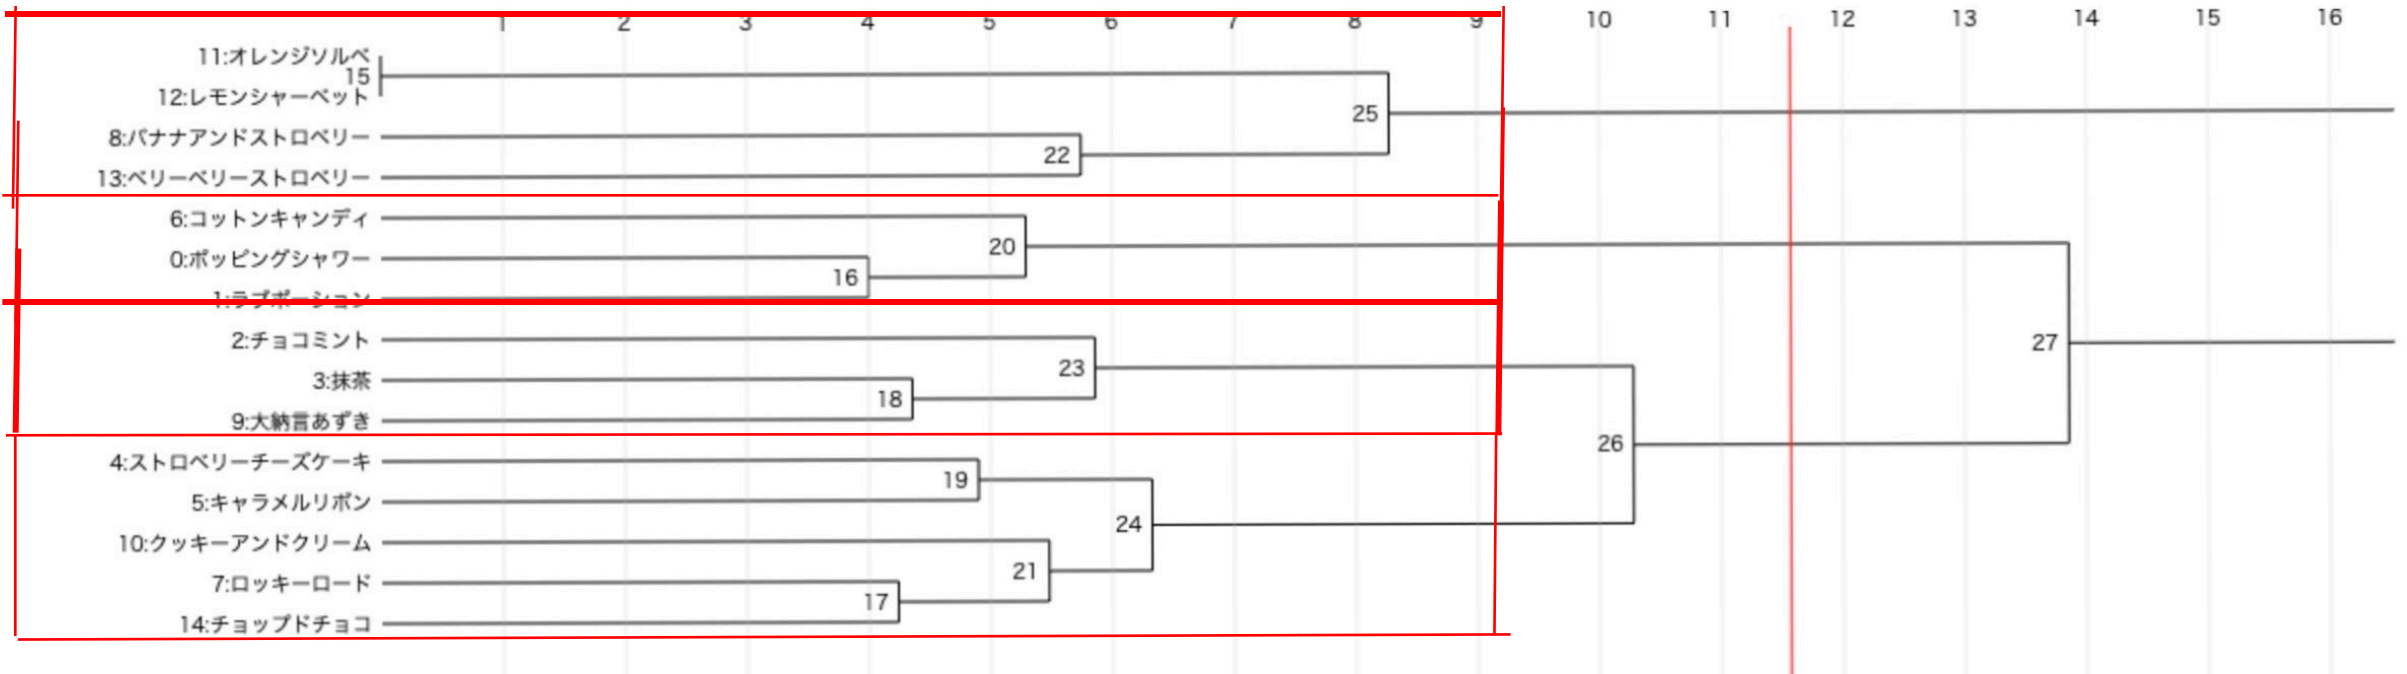 1 2 3 4 5 6 7 8 9 10 11 12 13 14 15 16
11:オレンジソルベ
15
12:レモンシャーベット
25
8:バナナアンドストロベリー
22
13:ベリーベリーストロベリー
6:コットンキャンディ
20
0:ポッピングシャワー
16
1:ラブポーション
2:チョコミント
27
23
3:抹茶
18
9:大納言あずき
26
4:ストロベリーチーズケーキ
19
5:キャラメルリボン
24
10:クッキーアンドクリーム
21
7:ロッキーロード
17
14:チョップドチョコ